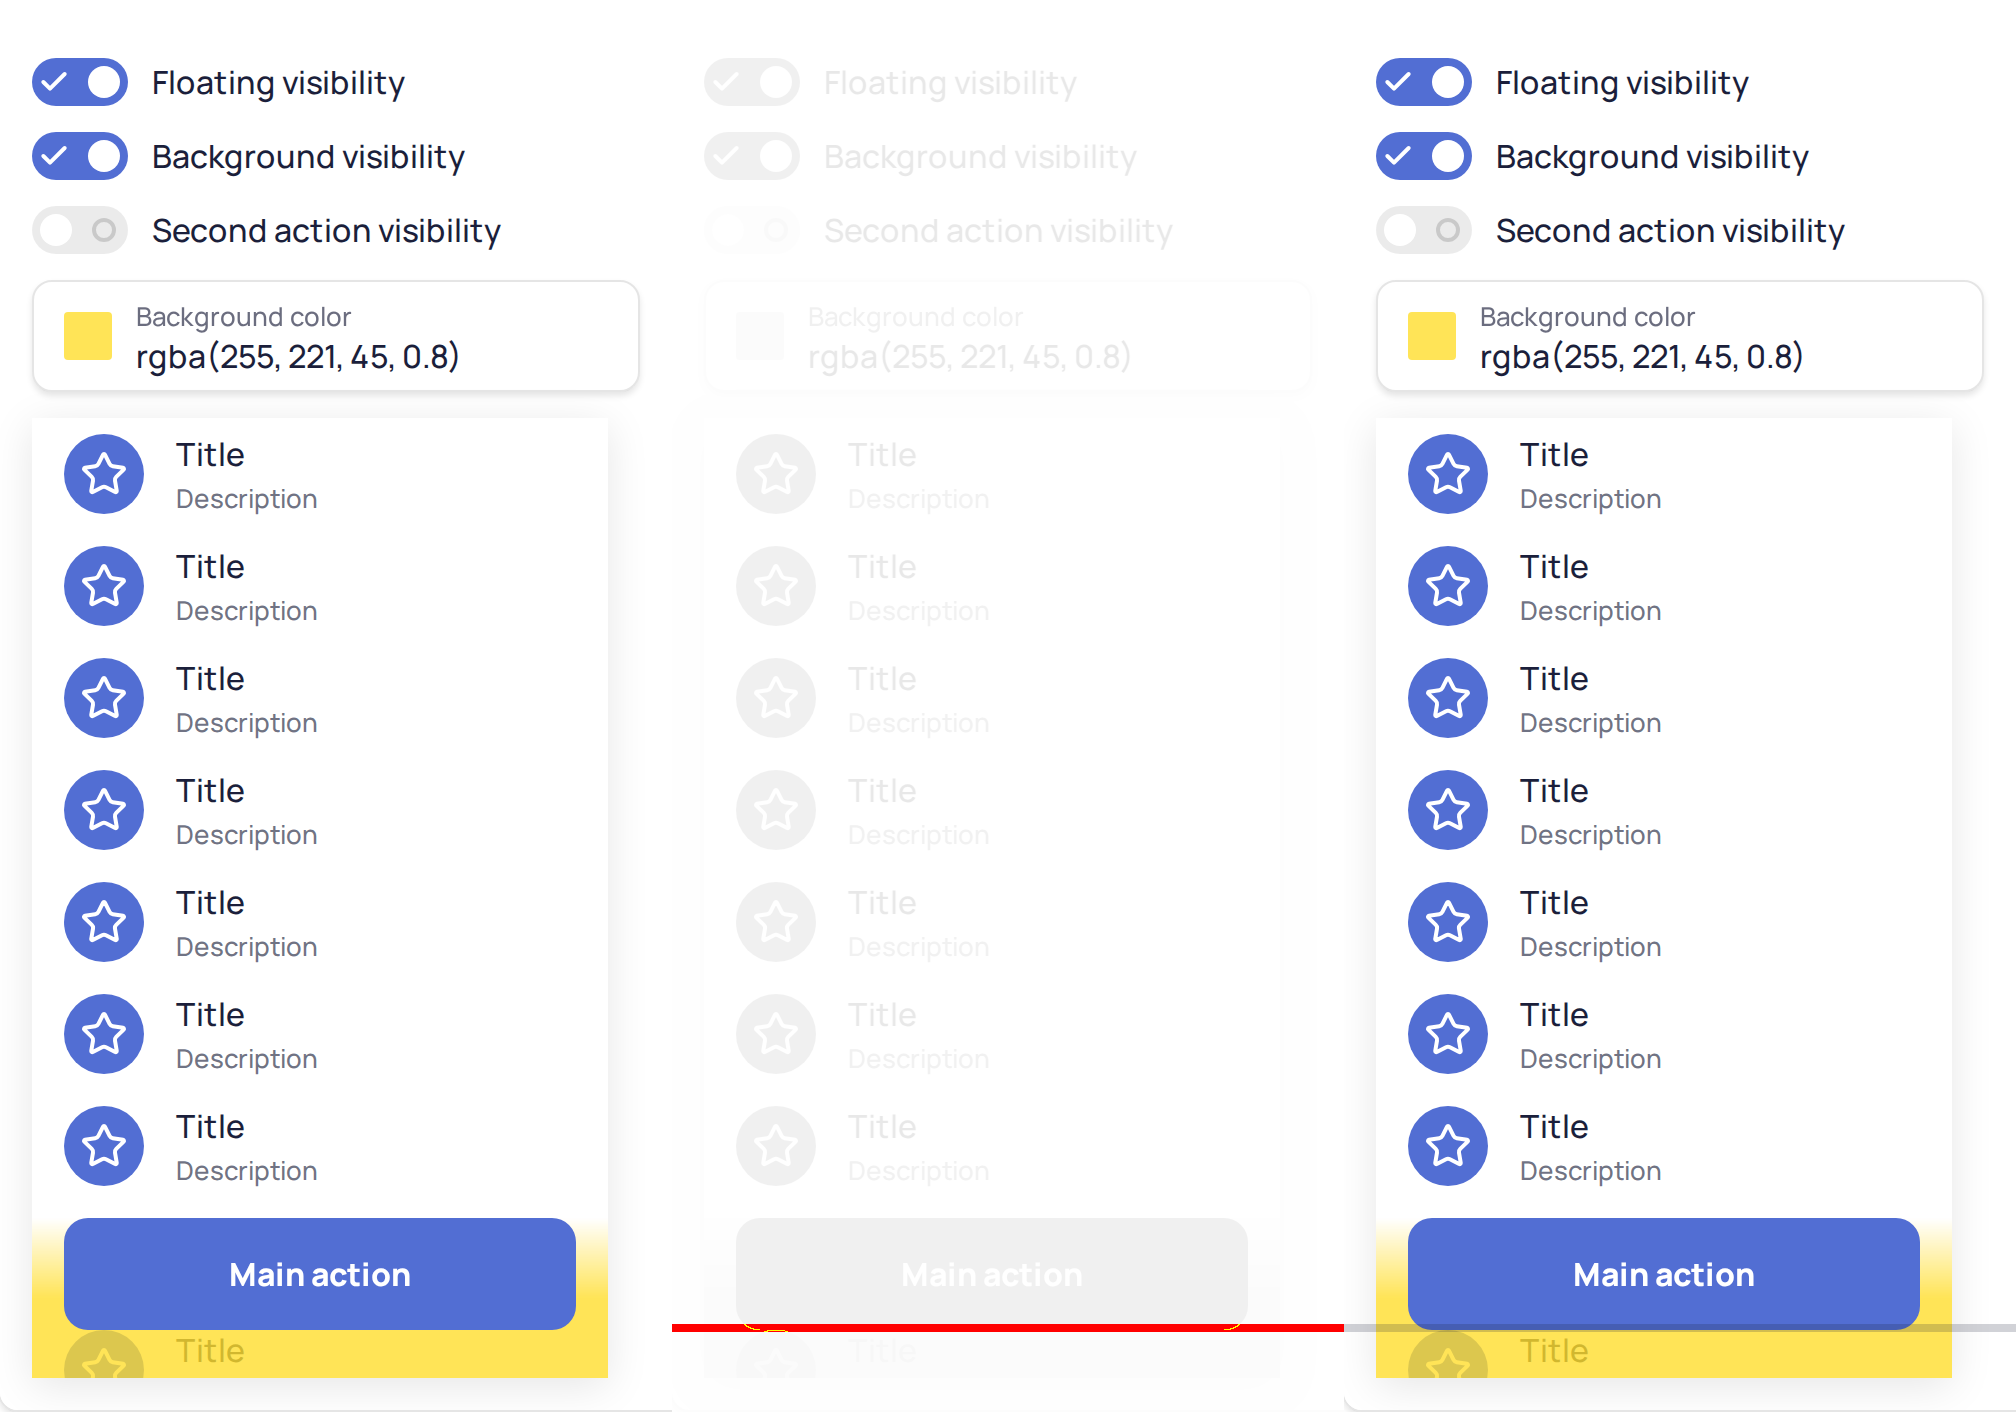 Floating visibility
Background visibility
Second action visibility
Background color
rgba(255, 221, 45, 0.8)
Title
Description
Title
Description
Title
Description
Title
Description
Title
Description
Title
Description
Title
Description
Main action
Title
Floating visibility
Background visibility
Second action visibility
Background color
rgba(255, 221, 45, 0.8)
Title
Description
Title
Description
Title
Description
Title
Description
Title
Description
Title
Description
Title
Description
Main action
Title
Floating visibility
Background visibility
Second action visibility
Background color
rgba(255, 221, 45, 0.8)
Title
Description
Title
Description
Title
Description
Title
Description
Title
Description
Title
Description
Title
Description
Main action
Title